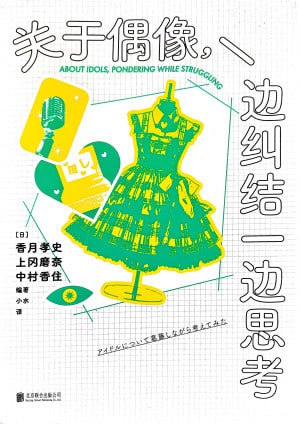 关于偶像，一
ABOUT IDOLS, PONDERING WHILE STRUGGLING
边纠结一边思考
[日]
香月孝史
上冈磨奈
中村香住
编著
小水
译
アイドルについて葛藤しながら考えてみた
北京联合出版公司